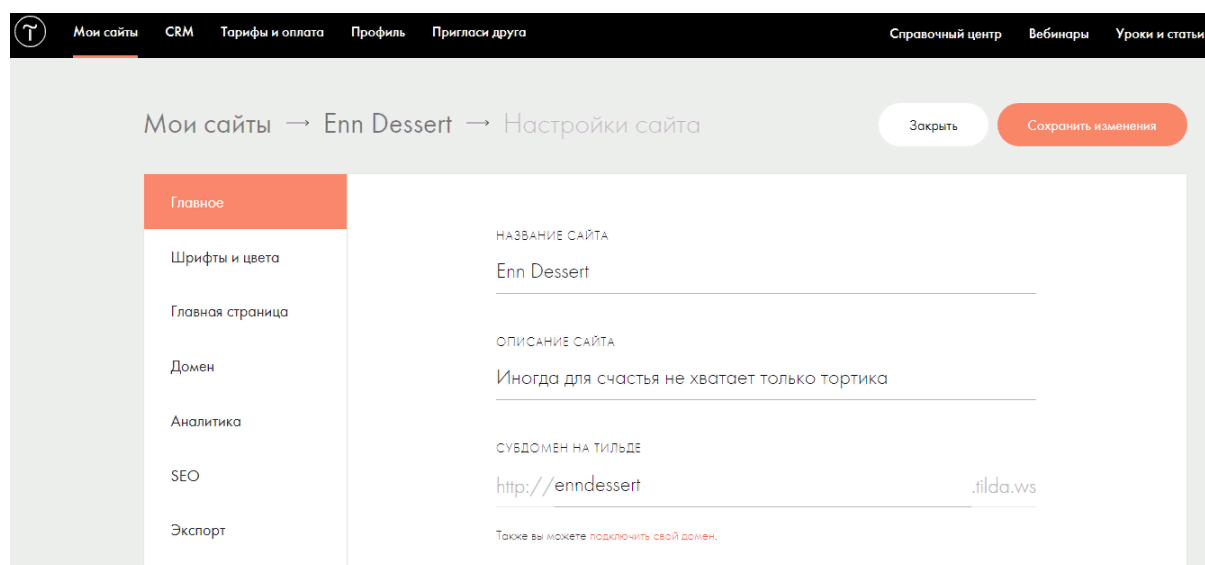 Мои сайты CRM Тарифы и оплата Профиль Пригласи друга Справочный центр Вебинары Уроки и статьи
Мои сайты → Enn Dessert → Настройки сайта Закрыть Сохранить изменения
Главное
Шрифты и цвета
Главная страница
Домен
Аналитика
SEO
Экспорт
НАЗВАНИЕ САЙТА
Enn Dessert
ОПИСАНИЕ САЙТА
Иногда для счастья не хватает только тортика
СУБДОМЕН НА ТИЛЬДЕ
http://enndessert .tilda.ws
Также вы можете подключить свой домен.